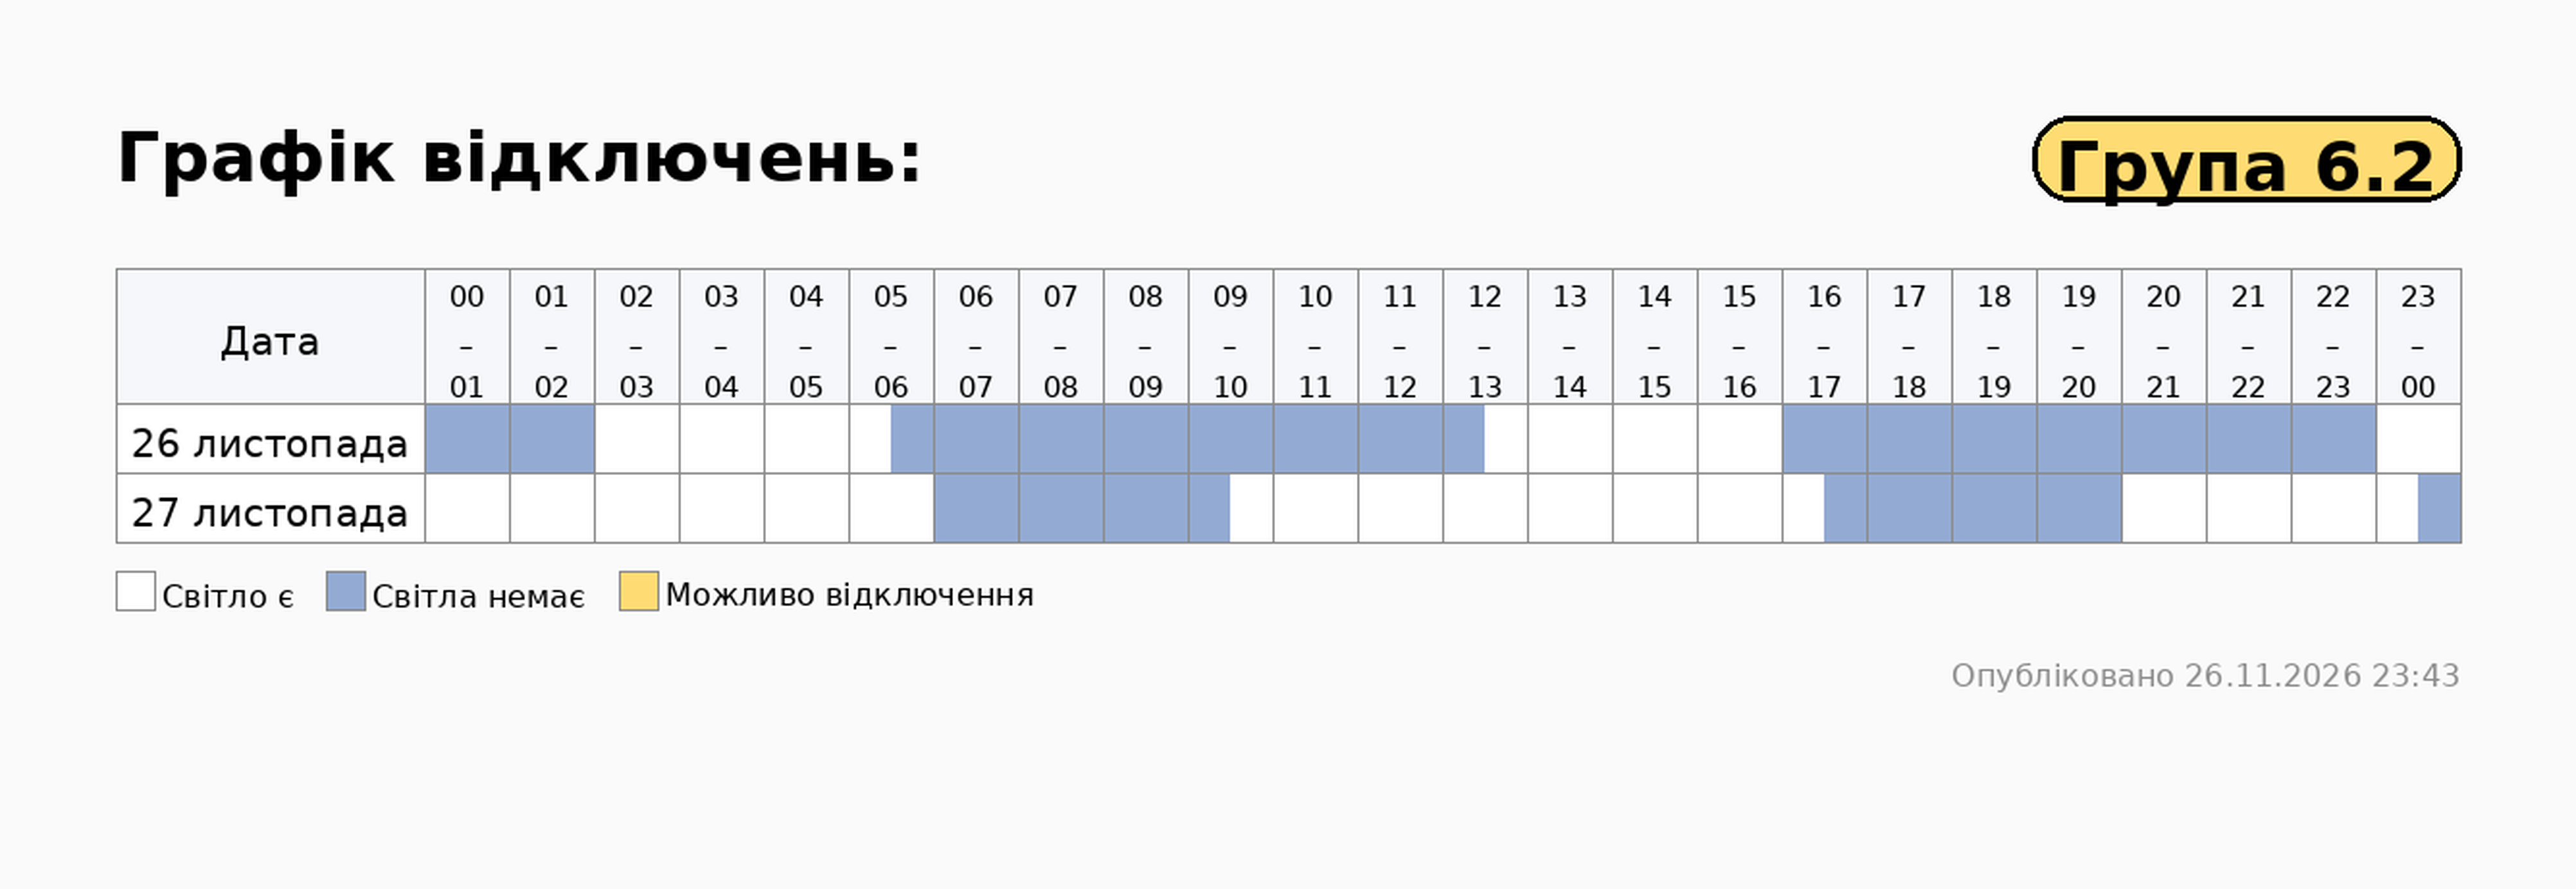 Графік відключень:
Група 6.2
Дата
00 – 01
01 – 02
02 – 03
03 – 04
04 – 05
05 – 06
06 – 07
07 – 08
08 – 09
09 – 10
10 – 11
11 – 12
12 – 13
13 – 14
14 – 15
15 – 16
16 – 17
17 – 18
18 – 19
19 – 20
20 – 21
21 – 22
22 – 23
23 – 00
26 листопада
27 листопада
Світло є
Світла немає
Можливо відключення
Опубліковано 26.11.2026 23:43